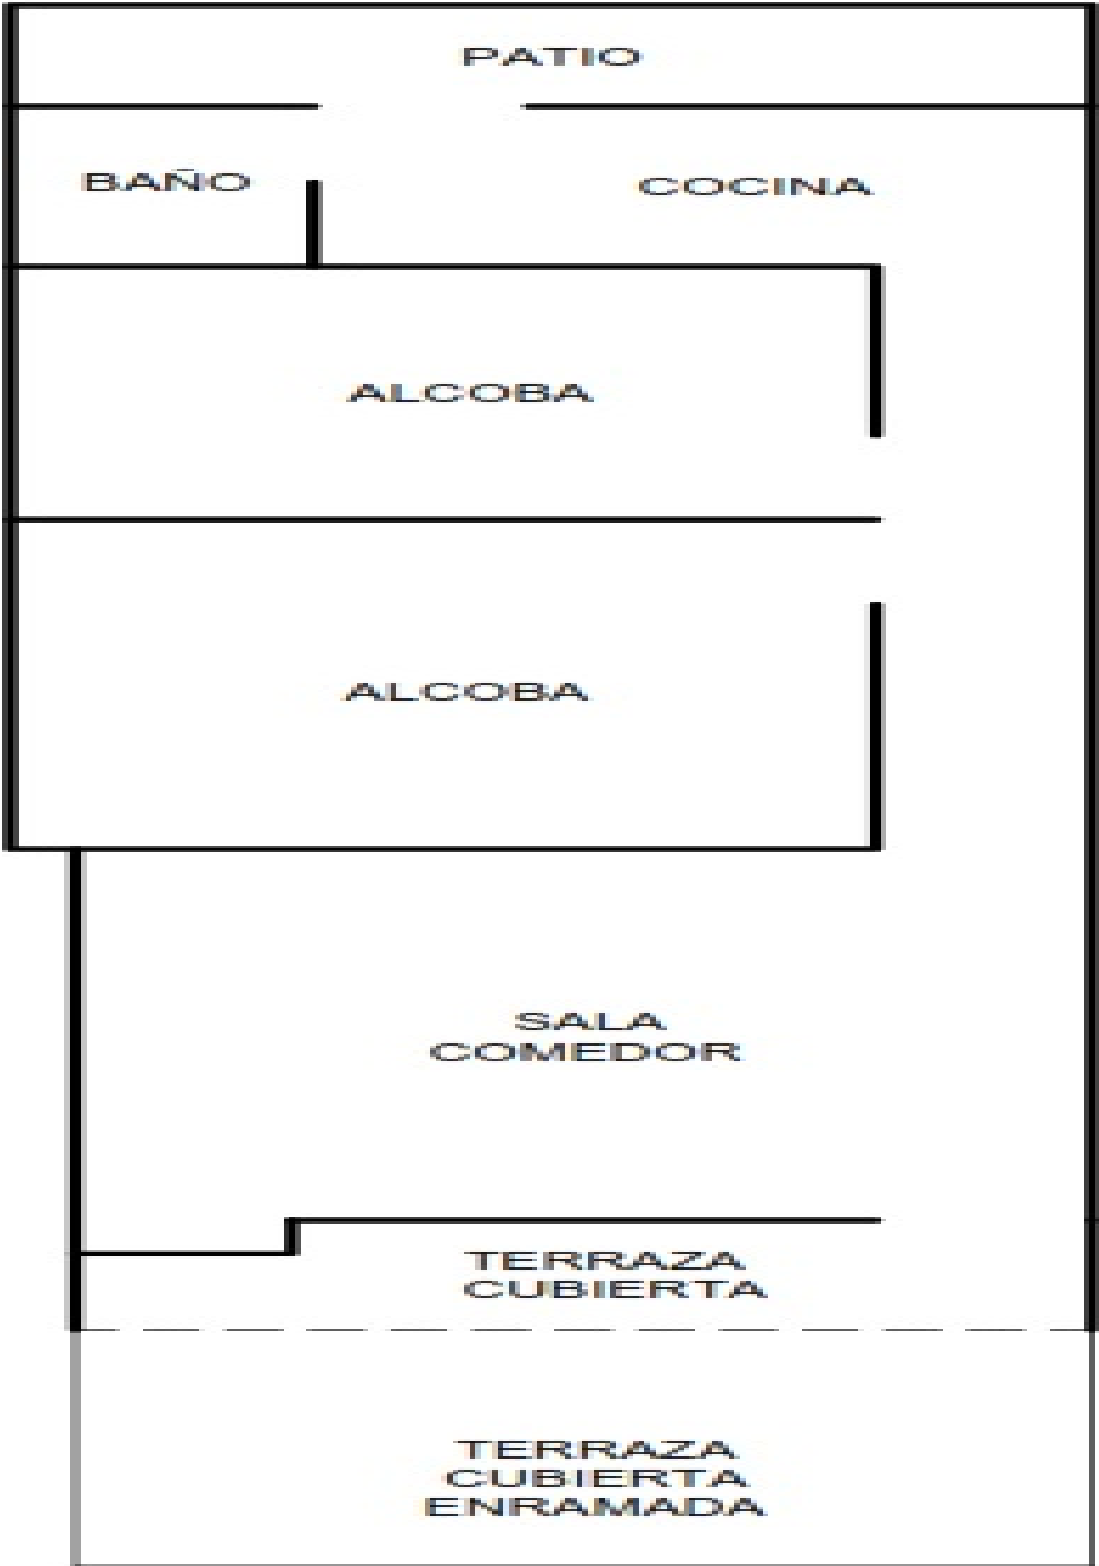 PATIO
BAÑO
COCINA
ALCOBA
ALCOBA
SALA
COMEDOR
TERRAZA
CUBIERTA
TERRAZA
CUBIERTA
ENRAMADA